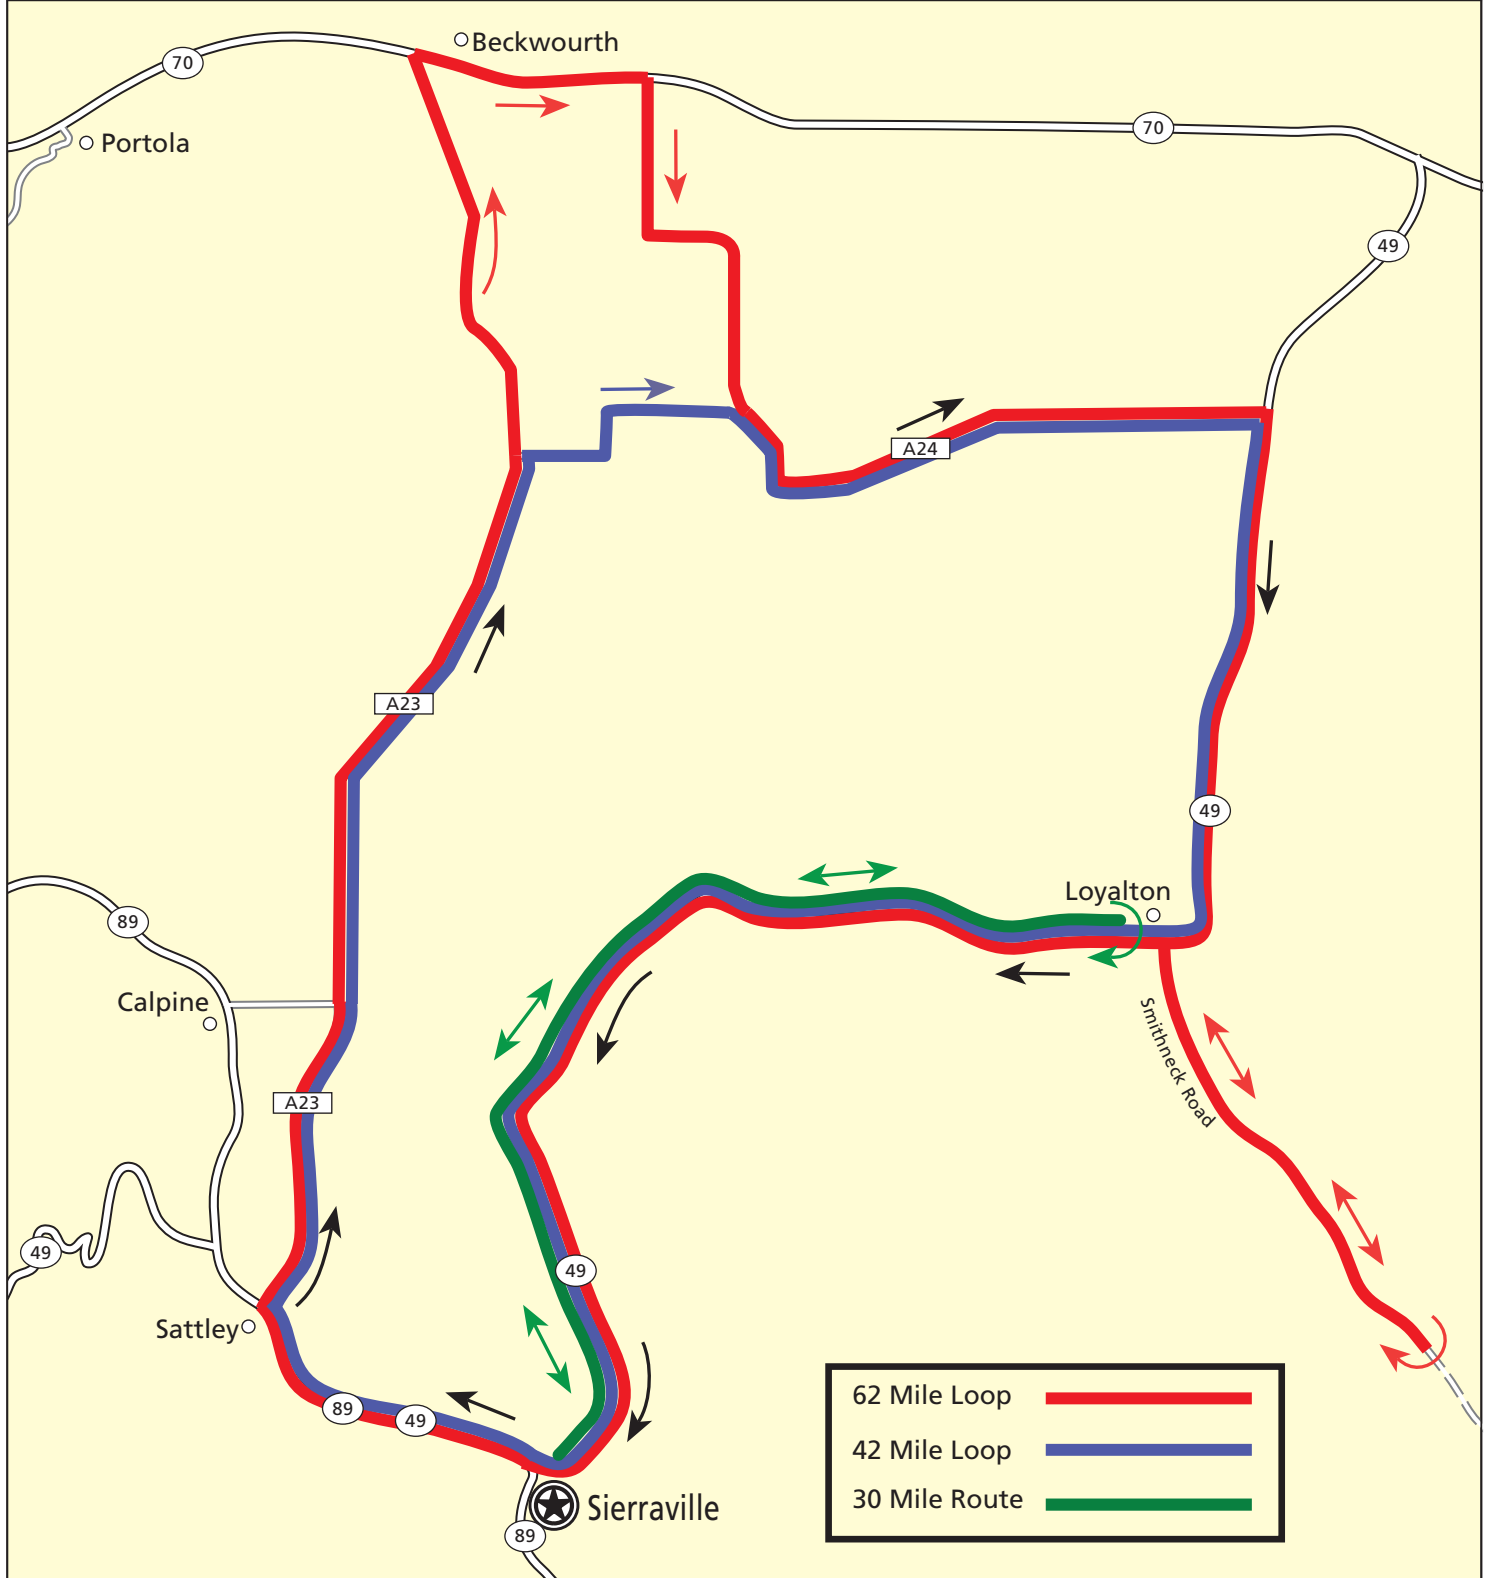 Beckwourth
70
Portola
70
49
A24
A23
49
Loyalton
89
Calpine
Smithneck Road
A23
49
49
Sattley
89
49
62 Mile Loop
42 Mile Loop
30 Mile Route
Sierraville
89